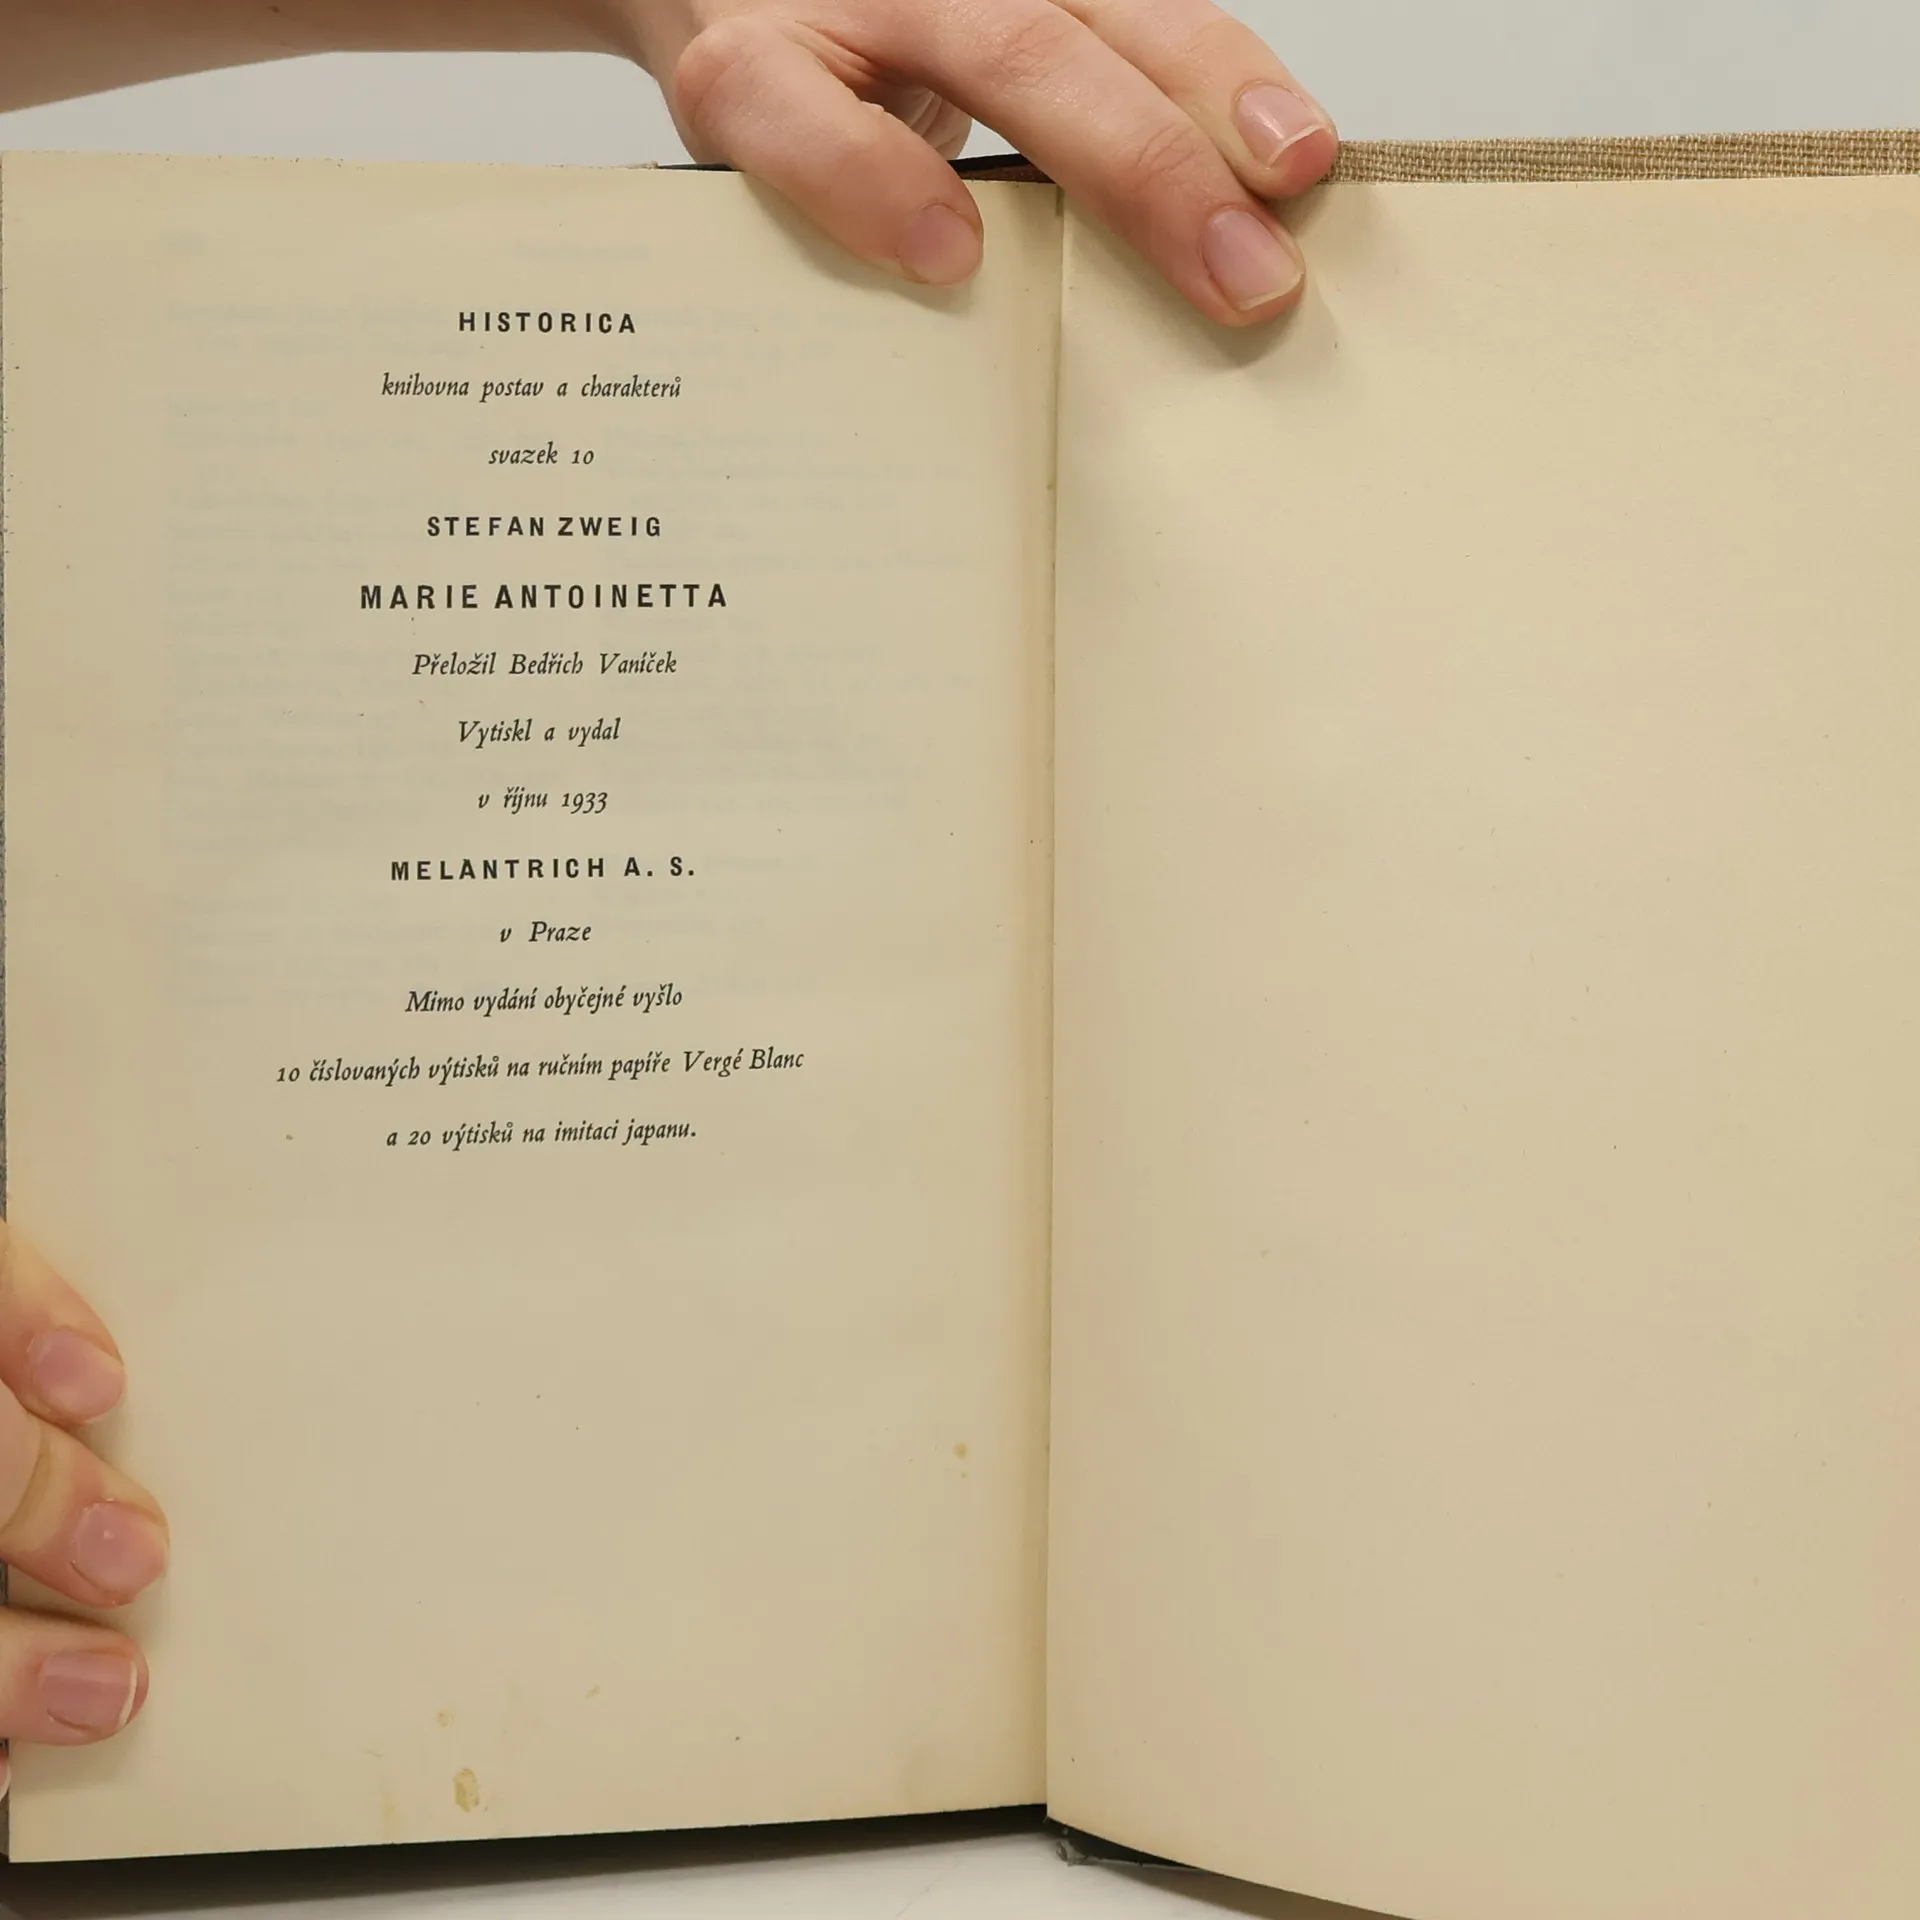 HISTORICA
knihovna postav a charakterů
svazek 10
STEFAN ZWEIG
MARIE ANTOINETTA
Přeložil Bedřich Vaníček
Vytiskl a vydal
v říjnu 1933
MELANTRICH A. S.
v Praze
Mimo vydání obyčejné vyšlo
10 číslovaných výtisků na ručním papíře Vergé Blanc
a 20 výtisků na imitaci japanu.